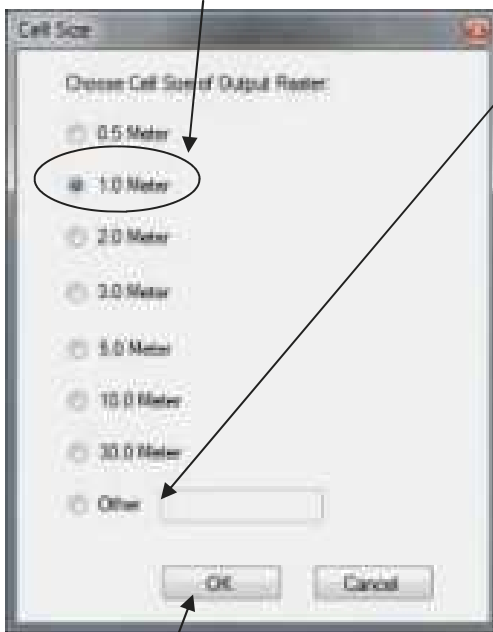 Cell Size
Choose Cell Size of Output Raster:
0.5 Meter
1.0 Meter
2.0 Meter
3.0 Meter
5.0 Meter
10.0 Meter
30.0 Meter
Other
OK Cancel